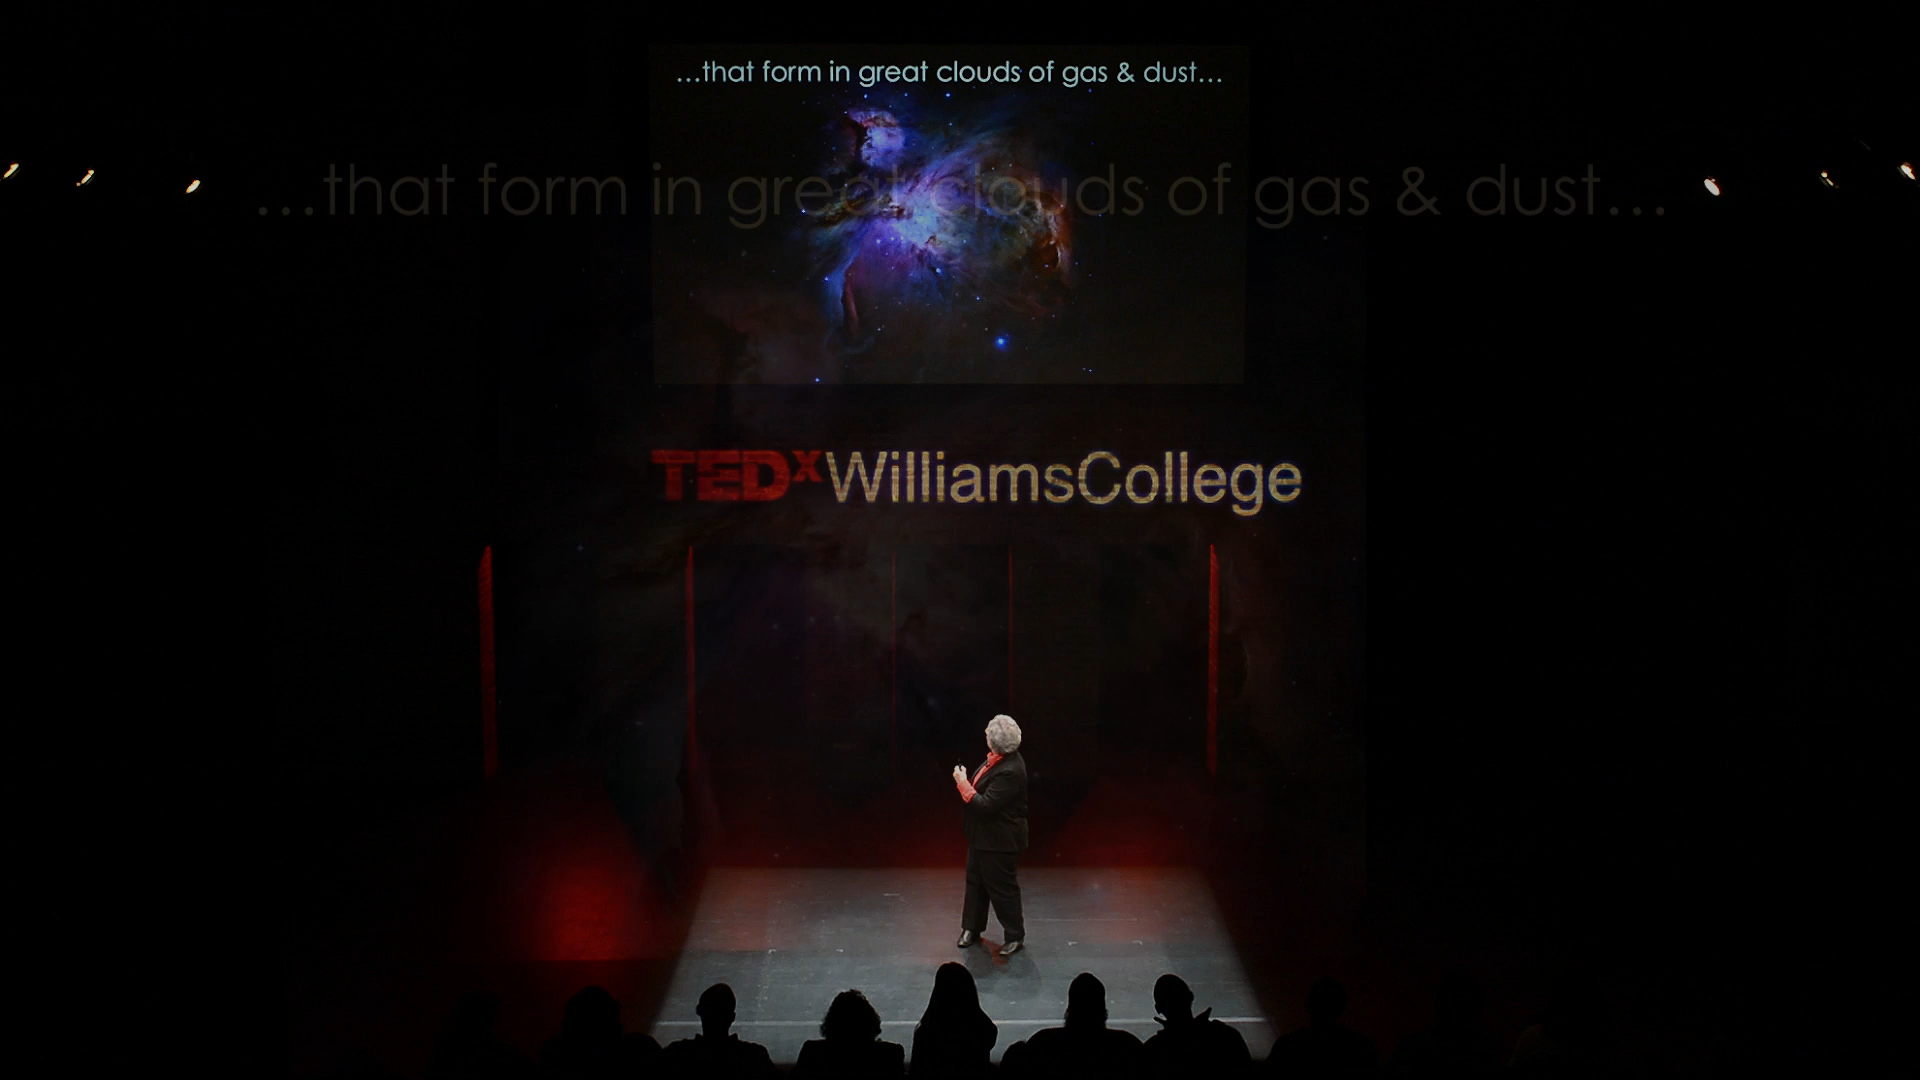 …that form in great clouds of gas & dust…
…that form in great clouds of gas & dust…
TEDxWilliamsCollege